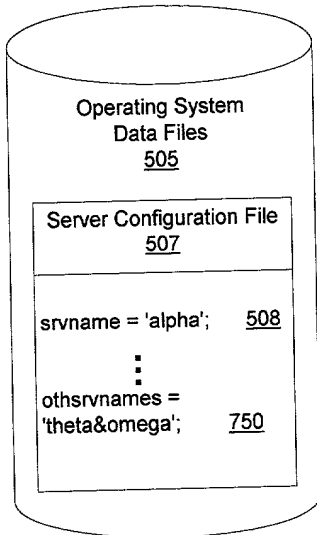 Operating System
Data Files
505
Server Configuration File
507
srvname = 'alpha'; 508
othsrvnames =
'theta&omega'; 750